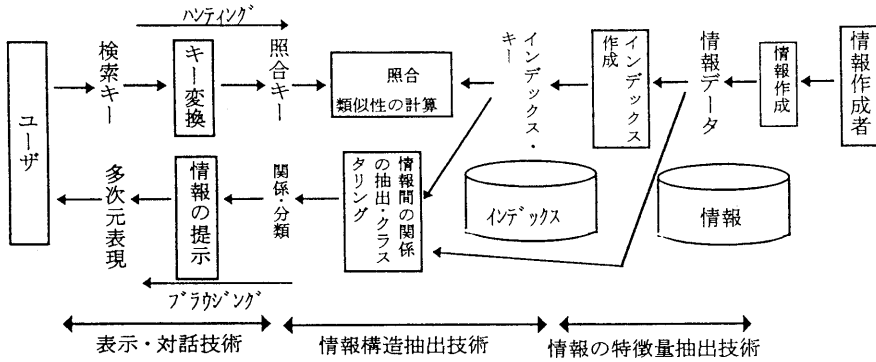 ハンティング
ユーザ
検索キー
キー変換
照合キー
照合
類似性の計算
インデックス・
キー
インデックス
作成
情報データ
情報作成
情報作成者
多次元表現
情報の提示
関係・分類
情報間の関係
の抽出・クラス
タリング
インデックス
情報
ブラウジング
表示・対話技術
情報構造抽出技術
情報の特徴量抽出技術